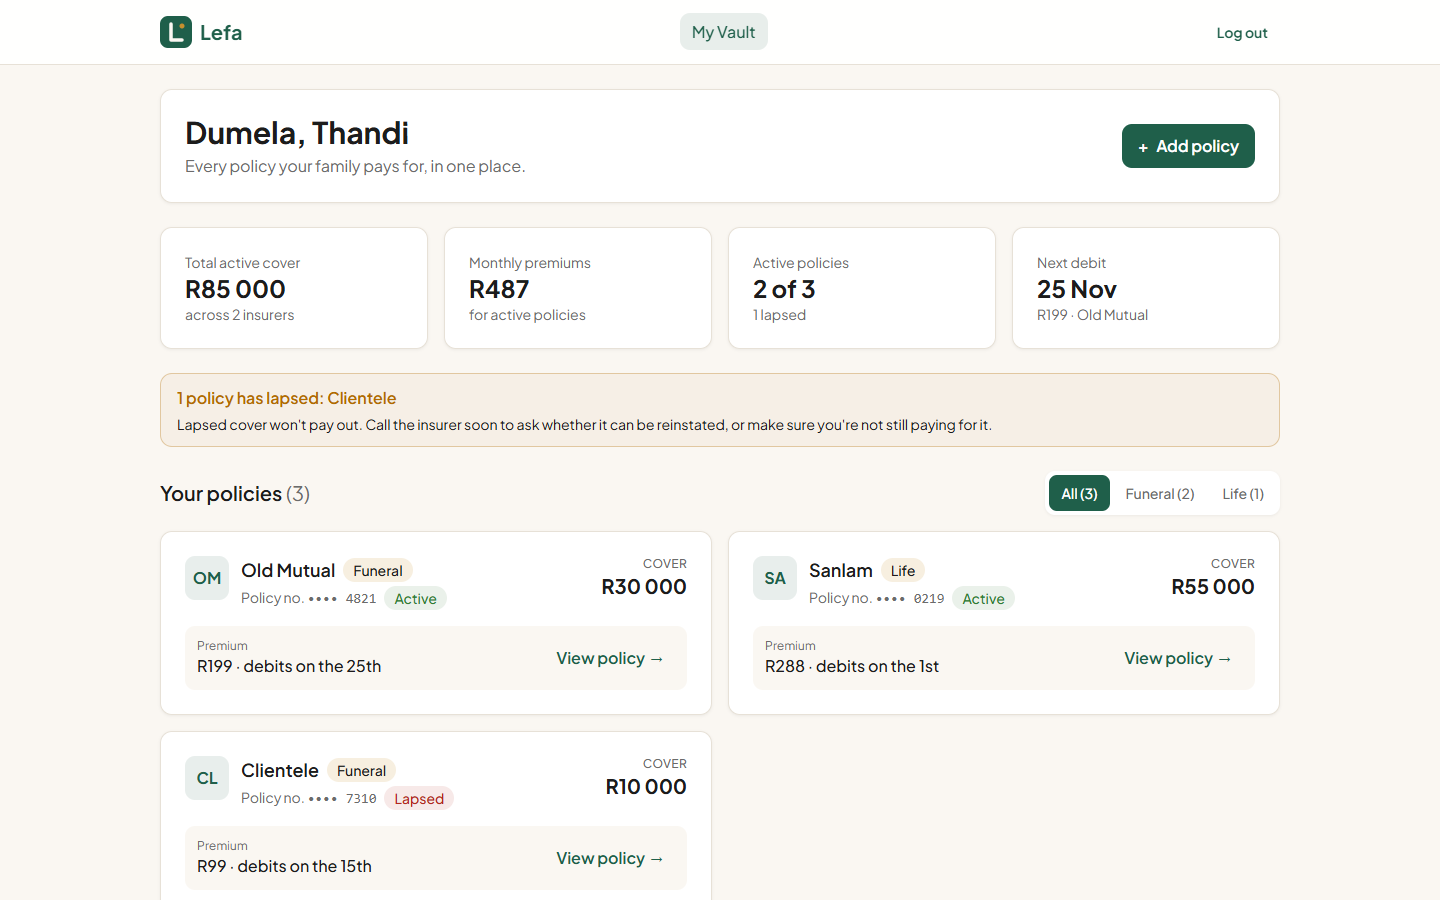 Lefa
My Vault
Log out
Dumela, Thandi
Every policy your family pays for, in one place.
+ Add policy
Total active cover
R85 000
across 2 insurers
Monthly premiums
R487
for active policies
Active policies
2 of 3
1 lapsed
Next debit
25 Nov
R199 · Old Mutual
1 policy has lapsed: Clientele
Lapsed cover won't pay out. Call the insurer soon to ask whether it can be reinstated, or make sure you're not still paying for it.
Your policies (3)
All (3)
Funeral (2)
Life (1)
OM
Old Mutual
Funeral
Policy no. •••• 4821
Active
COVER
R30 000
Premium
R199 · debits on the 25th
View policy →
SA
Sanlam
Life
Policy no. •••• 0219
Active
COVER
R55 000
Premium
R288 · debits on the 1st
View policy →
CL
Clientele
Funeral
Policy no. •••• 7310
Lapsed
COVER
R10 000
Premium
R99 · debits on the 15th
View policy →